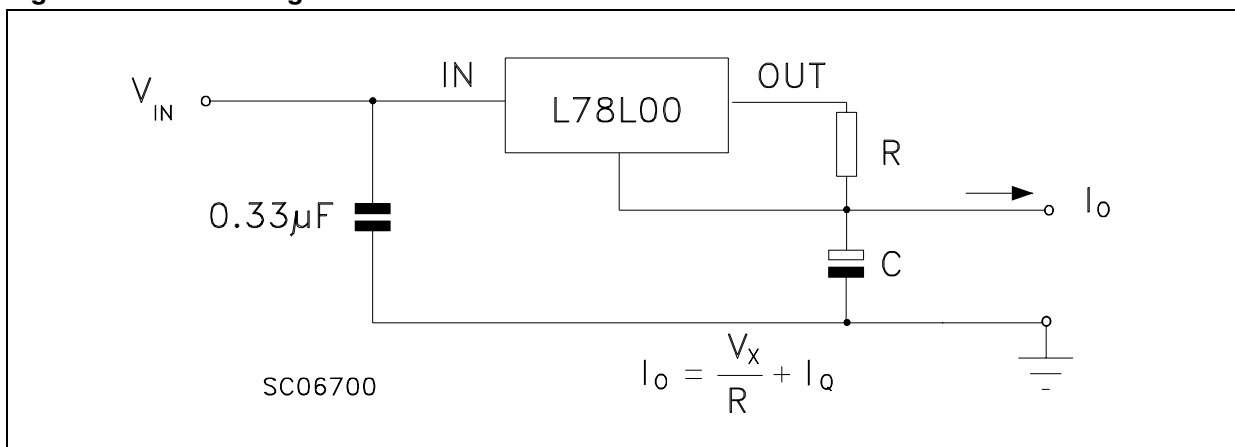 V_IN
IN
L78L00
OUT
R
0.33µF
I_O
C
I_O = V_X/R + I_Q
SC06700